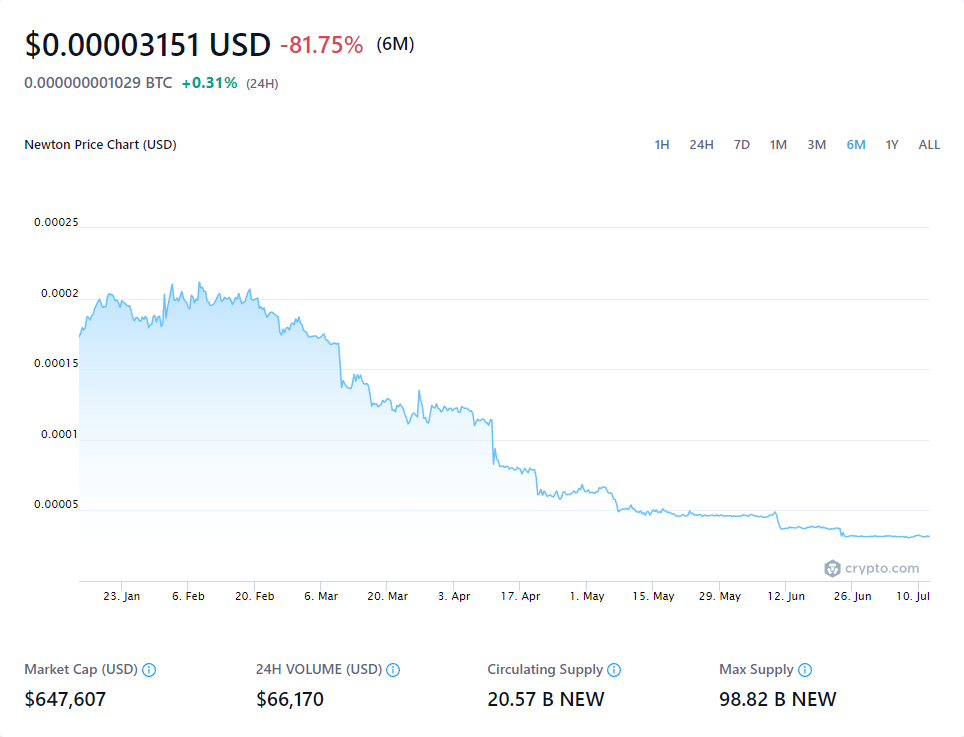 $0.00003151 USD -81.75% (6M)
0.000000001029 BTC +0.31% (24H)
Newton Price Chart (USD) 1H 24H 7D 1M 3M 6M 1Y ALL
0.00025
0.0002
0.00015
0.0001
0.00005
crypto.com
23. Jan 6. Feb 20. Feb 6. Mar 20. Mar 3. Apr 17. Apr 1. May 15. May 29. May 12. Jun 26. Jun 10. Jul
Market Cap (USD) 24H VOLUME (USD) Circulating Supply Max Supply
$647,607 $66,170 20.57 B NEW 98.82 B NEW